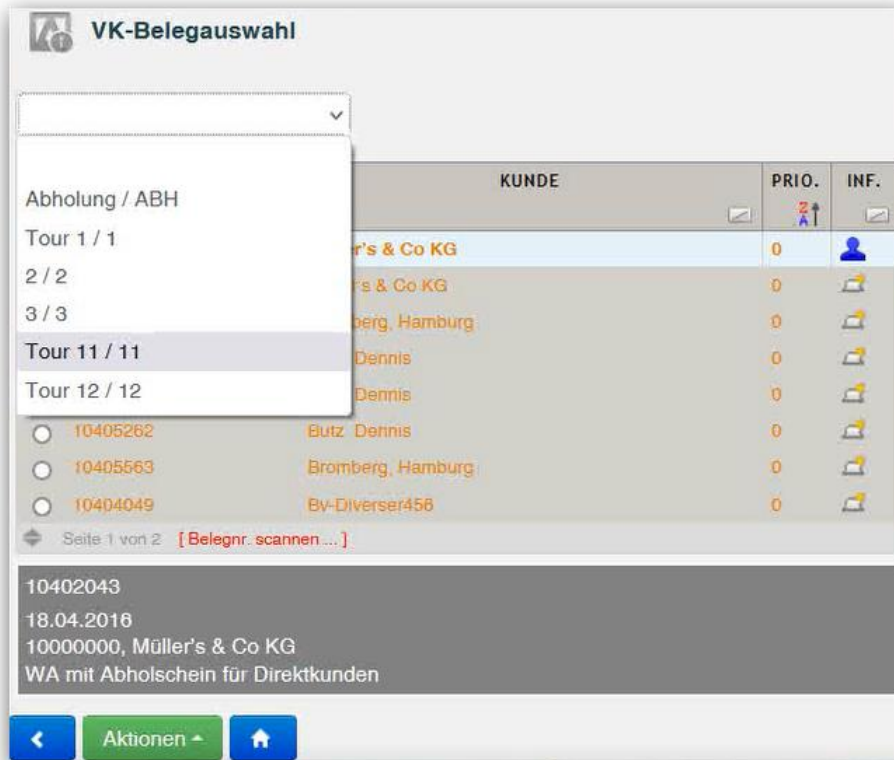 VK-Belegauswahl
KUNDE PRIO. INF.
Abholung / ABH
Tour 1 / 1
2 / 2
3 / 3
Tour 11 / 11
Tour 12 / 12
r's & Co KG 0
r's & Co KG 0
berg, Hamburg 0
Dennis 0
Dennis 0
10405262 Butz Dennis 0
10405563 Bromberg, Hamburg 0
10404049 Bv-Diverser456 0
Seite 1 von 2 [ Belegnr. scannen ... ]
10402043
18.04.2016
10000000, Müller's & Co KG
WA mit Abholschein für Direktkunden
Aktionen